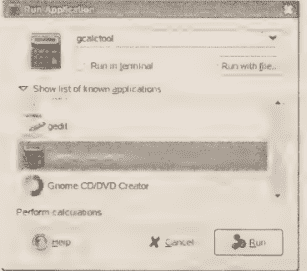 Run Application
gcalctool
Run in terminal
Run with file...
Show list of known applications
gedit
Gnome CD/DVD Creator
Perform calculations
Help
Cancel
Run